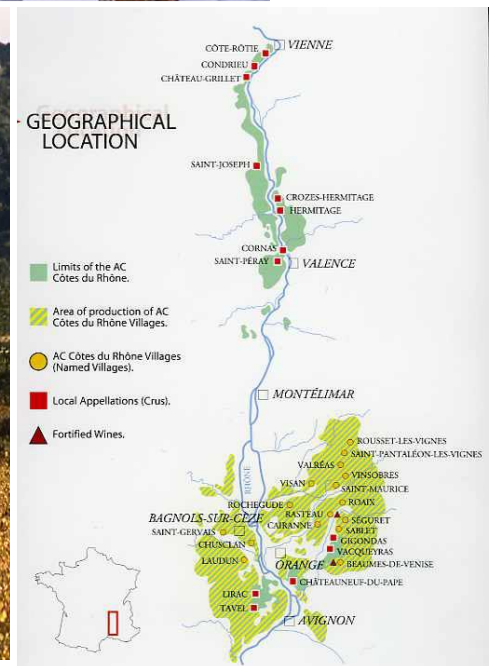 GEOGRAPHICAL
LOCATION
CÔTE-RÔTIE
VIENNE
CONDRIEU
CHÂTEAU-GRILLET
SAINT-JOSEPH
CROZES-HERMITAGE
HERMITAGE
CORNAS
SAINT-PÉRAY
VALENCE
Limits of the AC
Côtes du Rhône.
Area of production of AC
Côtes du Rhône Villages.
AC Côtes du Rhône Villages
(Named Villages).
Local Appellations (Crus).
Fortified Wines.
MONTÉLIMAR
RHÔNE
ROUSSET-LES-VIGNES
SAINT-PANTALÉON-LES-VIGNES
VALRÉAS
VINSOBRES
VISAN
SAINT-MAURICE
ROCHEGUDE
ROAIX
RASTEAU
BAGNOLS-SUR-CÈZE
CAIRANNE
SÉGURET
SAINT-GERVAIS
SABLET
GIGONDAS
CHUSCLAN
VACQUEYRAS
ORANGE
LAUDUN
BEAUMES-DE-VENISE
CHÂTEAUNEUF-DU-PAPE
LIRAC
TAVEL
AVIGNON